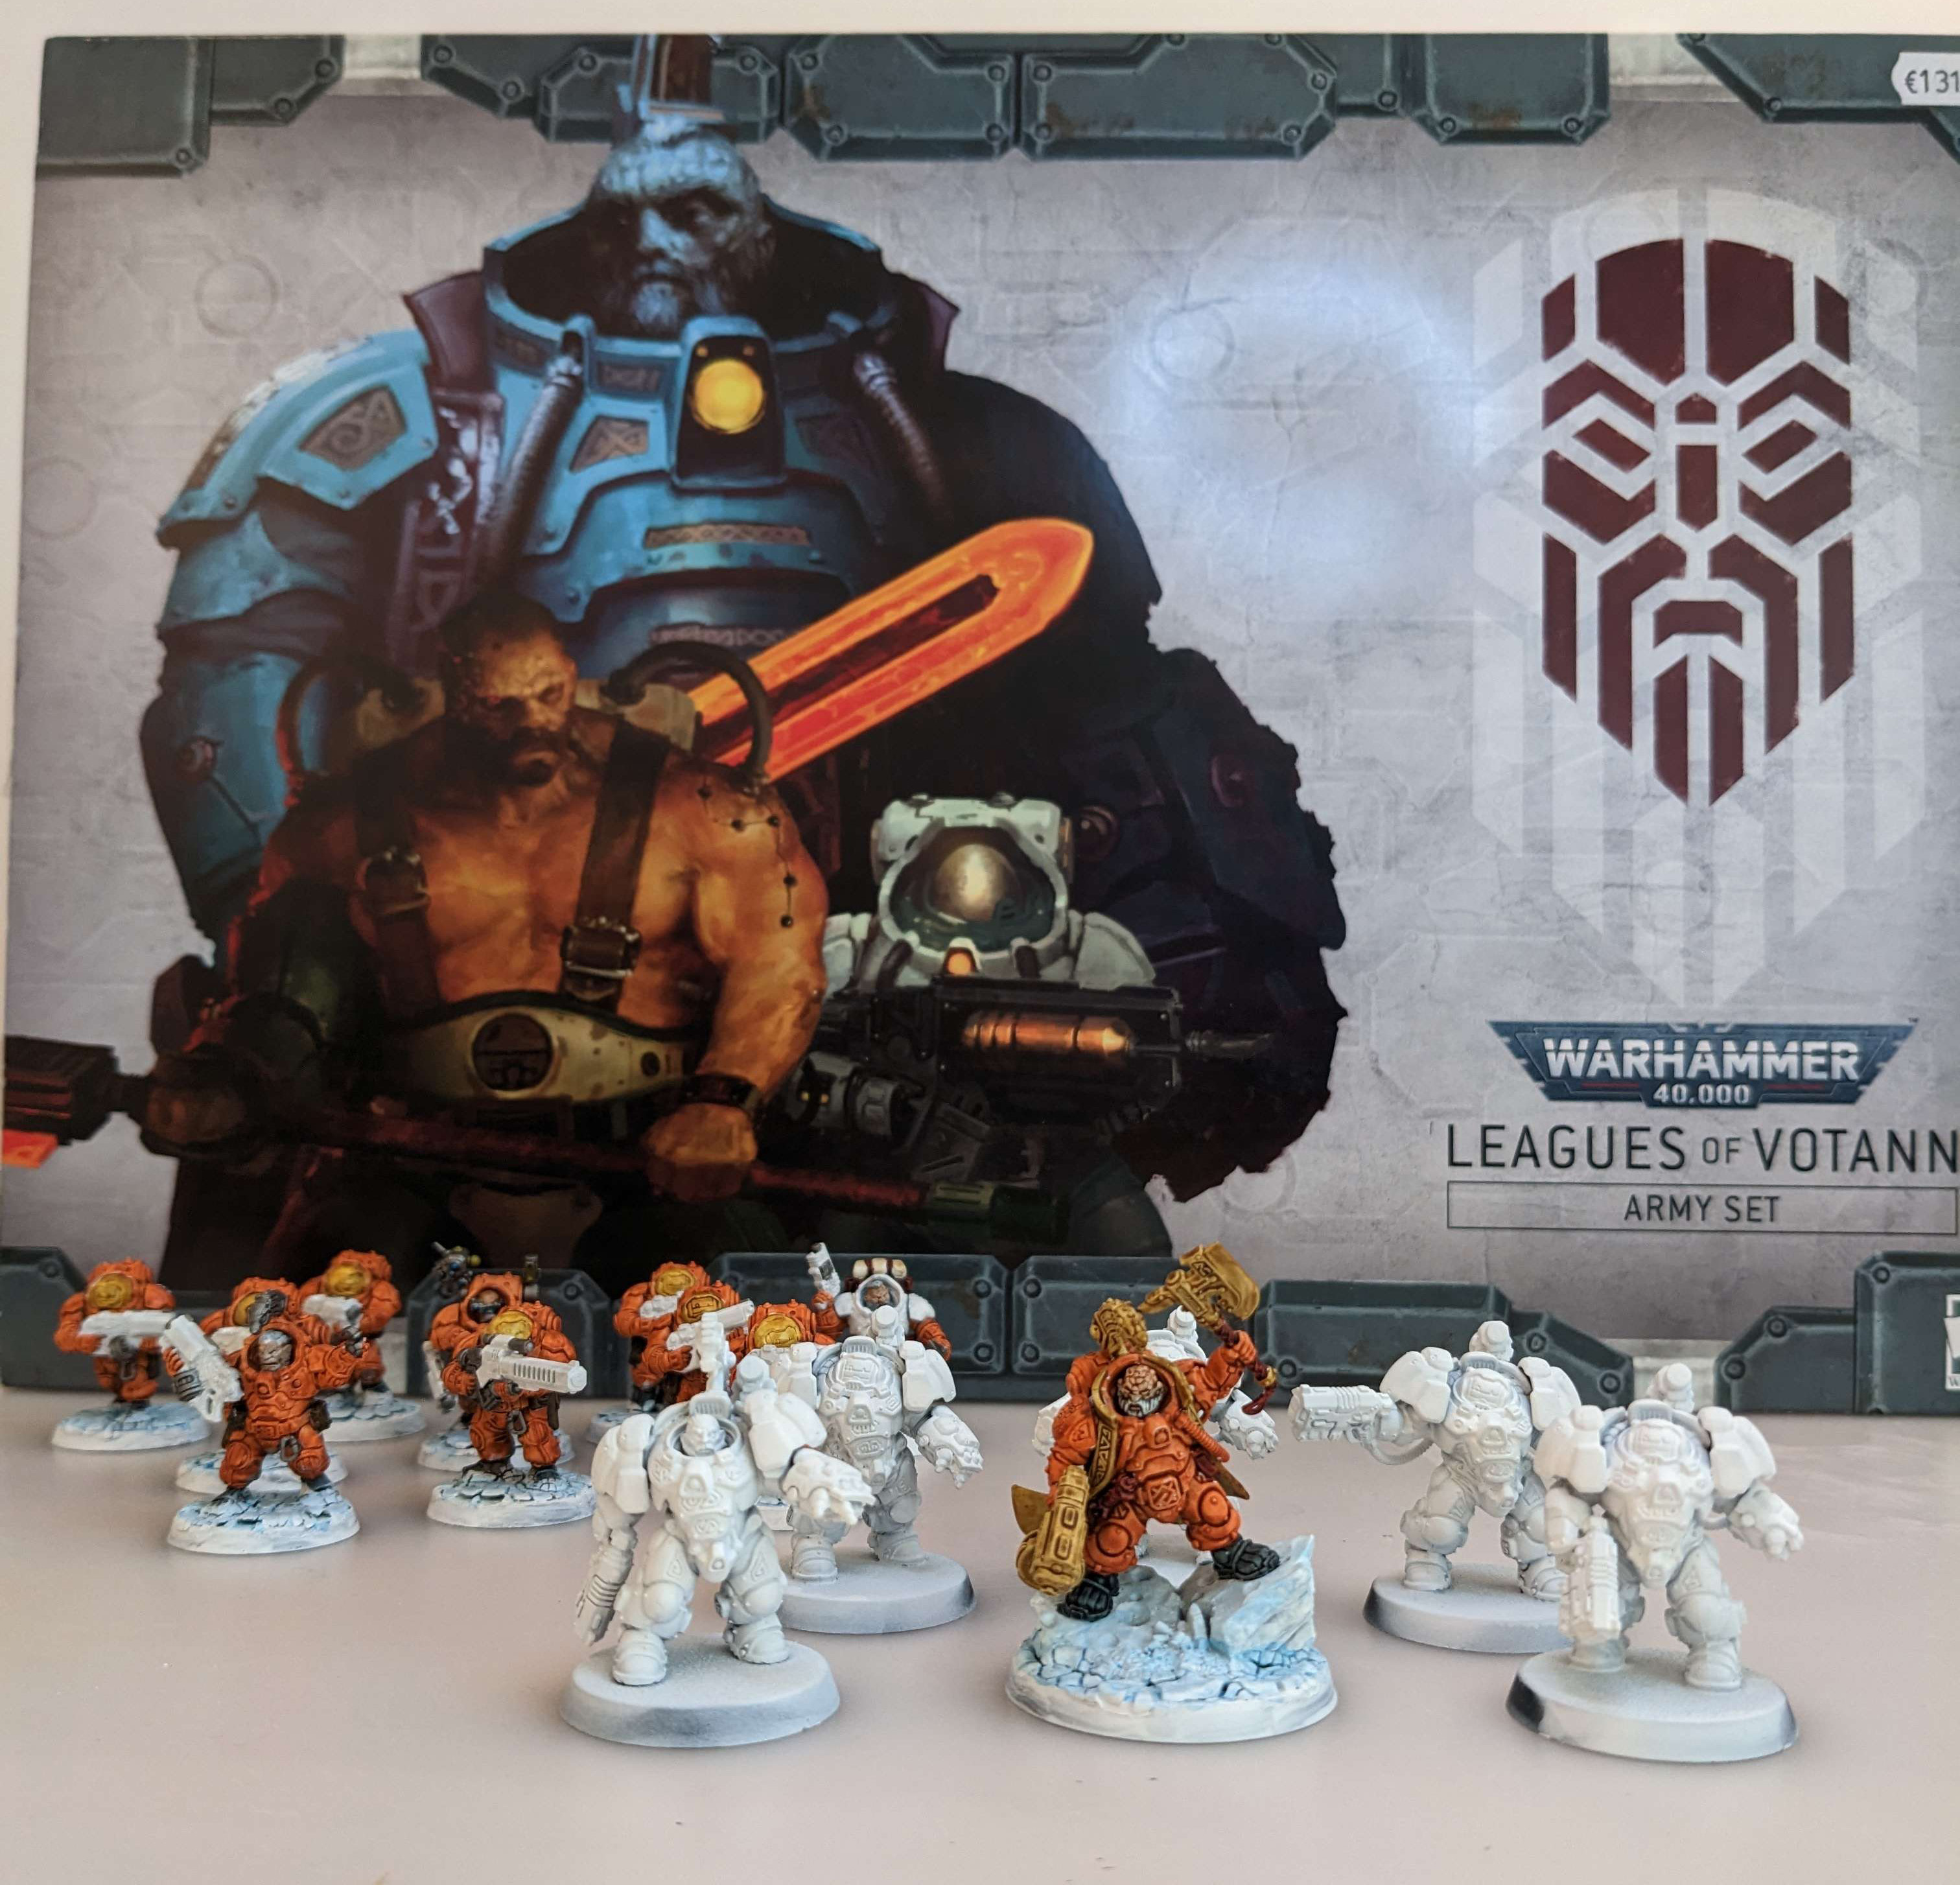 €131
WARHAMMER
40,000
LEAGUES OF VOTANN
ARMY SET